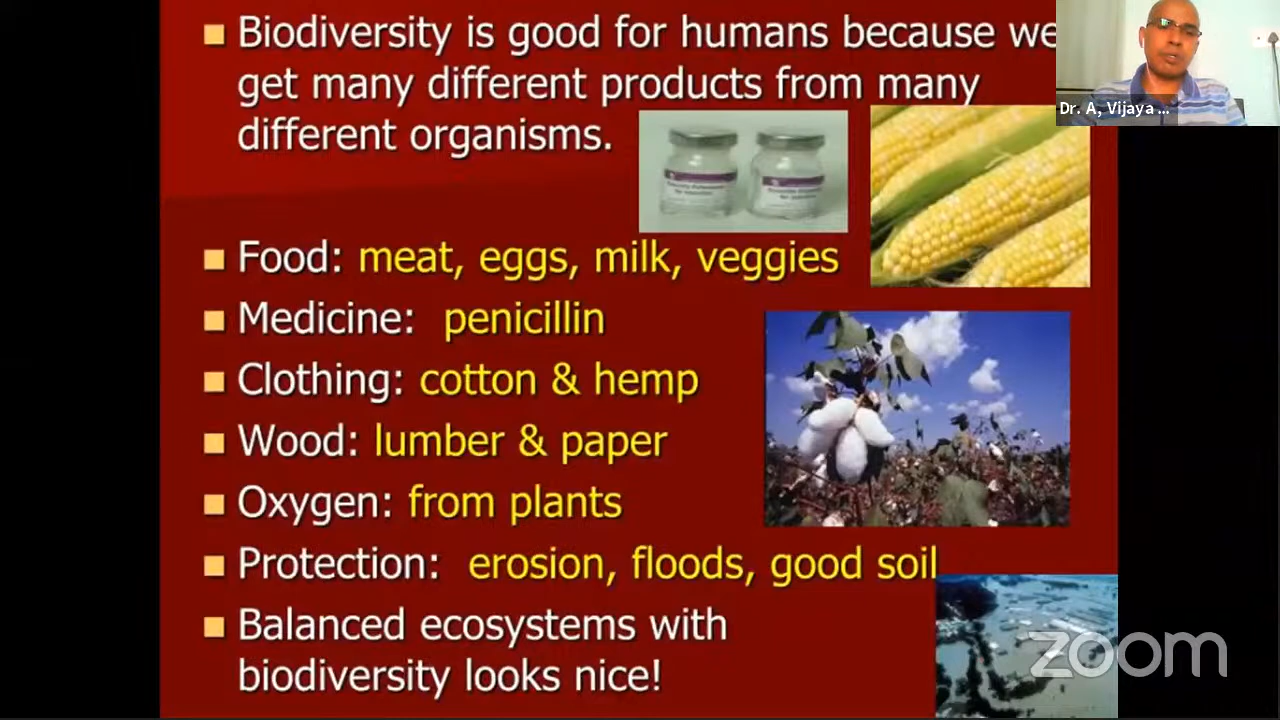 Biodiversity is good for humans because we
get many different products from many
different organisms.
Dr. A, Vijaya ...
Food: meat, eggs, milk, veggies
Medicine: penicillin
Clothing: cotton & hemp
Wood: lumber & paper
Oxygen: from plants
Protection: erosion, floods, good soil
Balanced ecosystems with
biodiversity looks nice!
zoom